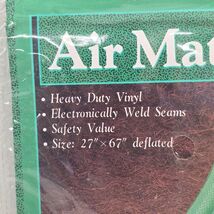 Air Mat
• Heavy Duty Vinyl
• Electronically Weld Seams
• Safety Value
• Size: 27"×67" deflated